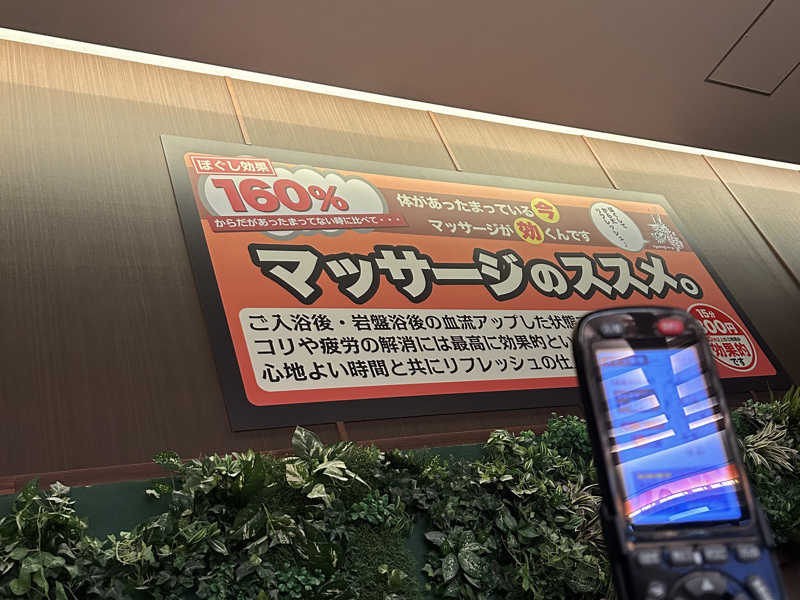 ほぐし効果
160%
からだがあったまってない時に比べて・・・
体があったまっている今
マッサージが効くんです
マッサージのススメ。
ご入浴後・岩盤浴後の血流アップした状態
コリや疲労の解消には最高に効果的とい
心地よい時間と共にリフレッシュの仕
15分
00円
効果的
です